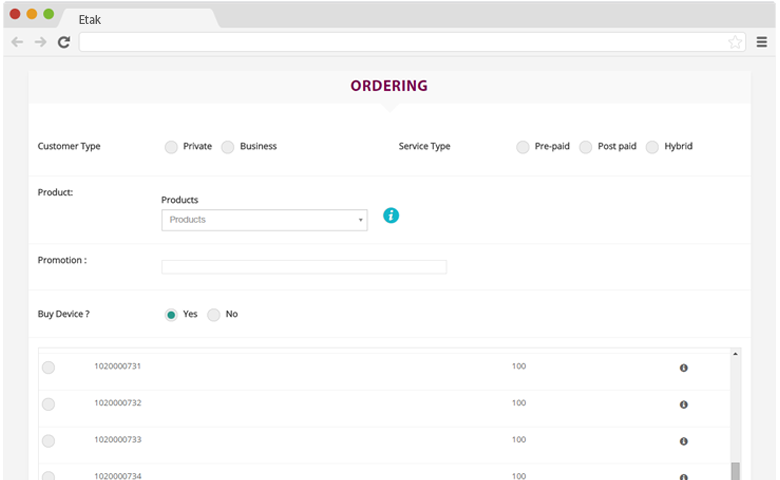 Etak
ORDERING
Customer Type Private Business Service Type Pre-paid Post paid Hybrid
Product:
Products
Products
Promotion :
Buy Device ? Yes No
1020000731 100
1020000732 100
1020000733 100
1020000734 100